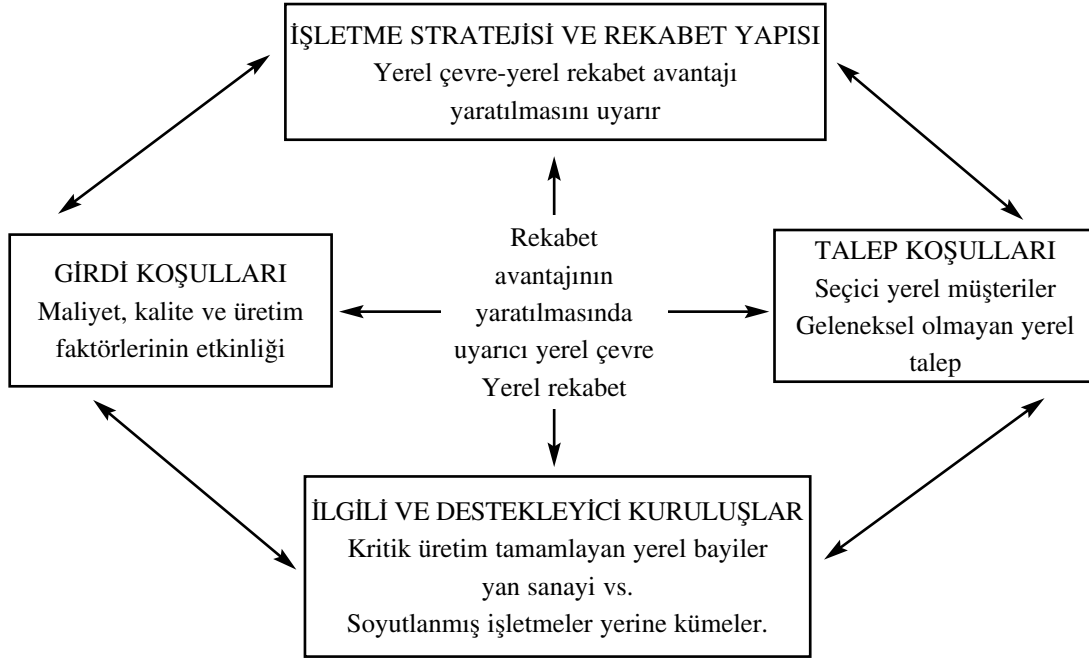 İŞLETME STRATEJİSİ VE REKABET YAPISI
Yerel çevre-yerel rekabet avantajı
yaratılmasını uyarır
GİRDİ KOŞULLARI
Maliyet, kalite ve üretim
faktörlerinin etkinliği
Rekabet
avantajının
yaratılmasında
uyarıcı yerel çevre
Yerel rekabet
TALEP KOŞULLARI
Seçici yerel müşteriler
Geleneksel olmayan yerel
talep
İLGİLİ VE DESTEKLEYİCİ KURULUŞLAR
Kritik üretim tamamlayan yerel bayiler
yan sanayi vs.
Soyutlanmış işletmeler yerine kümeler.